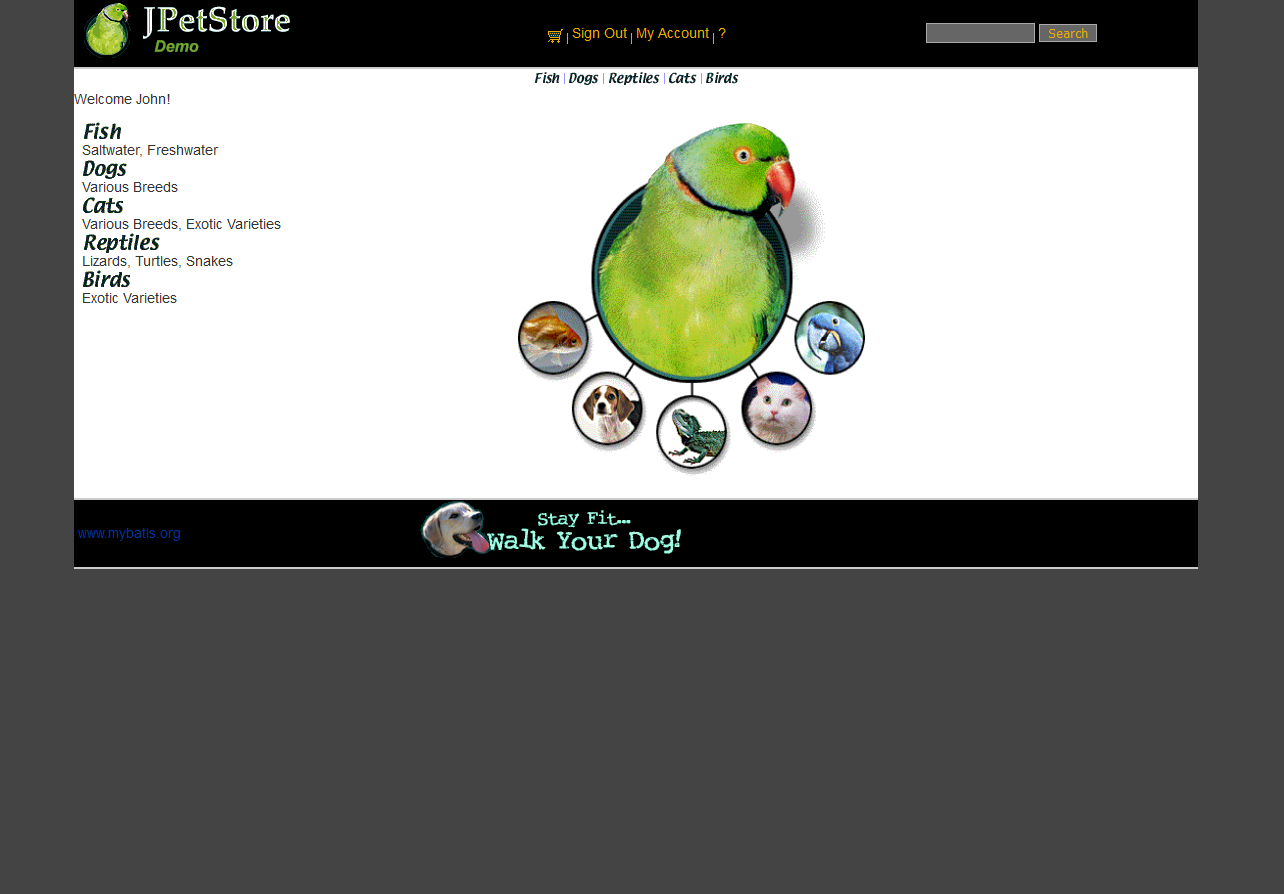 JPetStore
Demo
Sign Out | My Account | ?
Search
Fish | Dogs | Reptiles | Cats | Birds
Welcome John!
Fish
Saltwater, Freshwater
Dogs
Various Breeds
Cats
Various Breeds, Exotic Varieties
Reptiles
Lizards, Turtles, Snakes
Birds
Exotic Varieties
www.mybatis.org
Stay Fit...
Walk Your Dog!